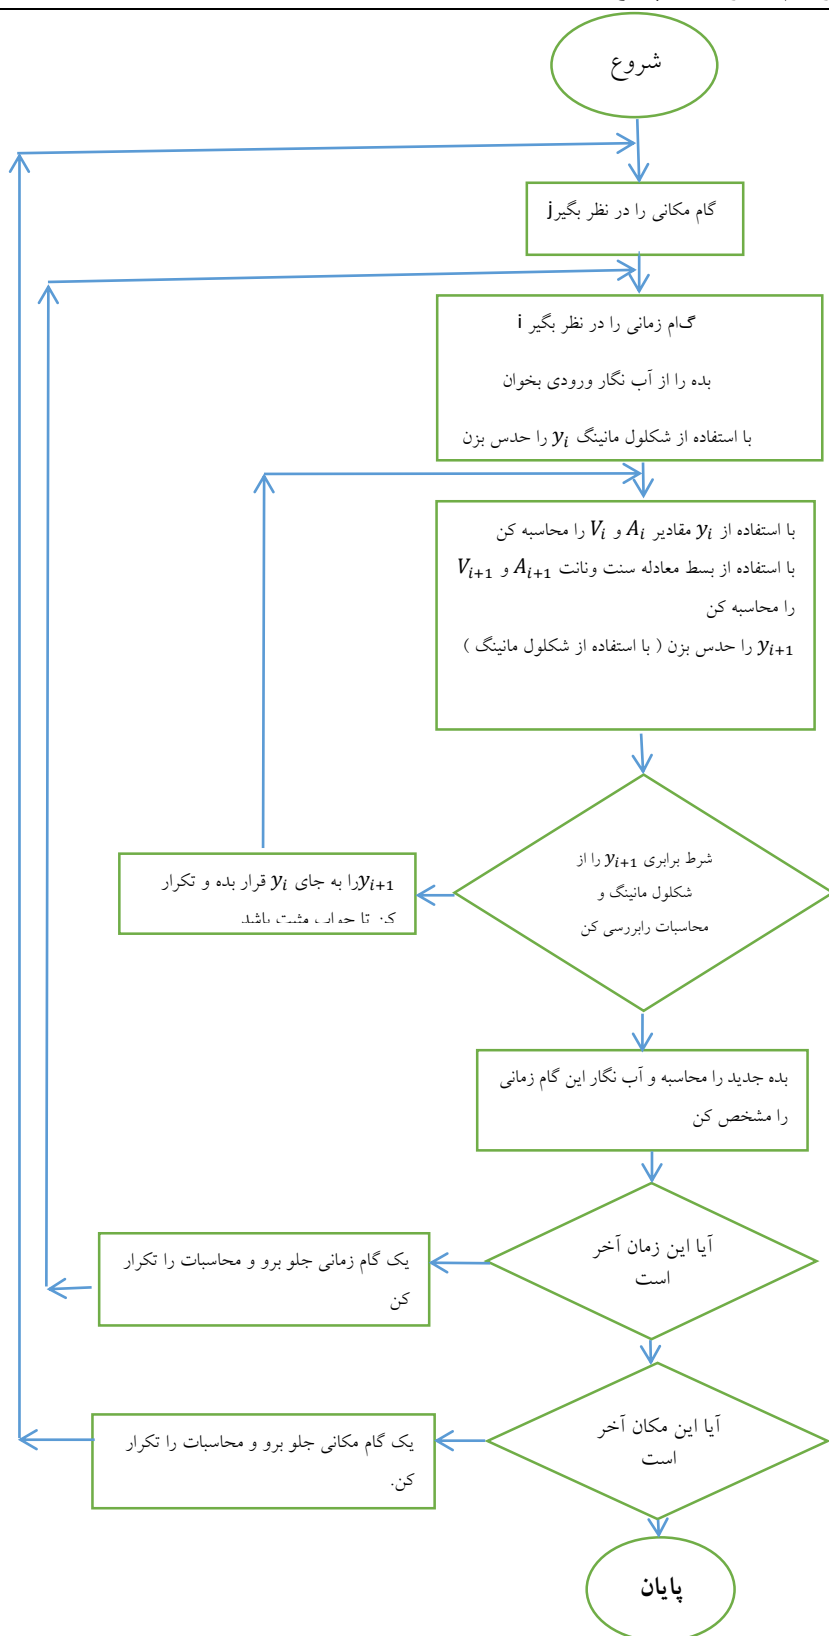 شروع
گام مکانی را در نظر بگیرj
گام زمانی را در نظر بگیر i
بده را از آب نگار ورودی بخوان
با استفاده از شکلول مانینگ yᵢ را حدس بزن
با استفاده از yᵢ مقادیر Aᵢ و Vᵢ را محاسبه کن
با استفاده از بسط معادله سنت ونانت Aᵢ₊₁ و Vᵢ₊₁
را محاسبه کن
yᵢ₊₁ را حدس بزن ( با استفاده از شکلول مانینگ )
شرط برابری yᵢ₊₁ را از
شکلول مانینگ و
محاسبات رابررسی کن
yᵢ₊₁را به جای yᵢ قرار بده و تکرار
کن تا جواب مثبت باشد
بده جدید را محاسبه و آب نگار این گام زمانی
را مشخص کن
آیا این زمان آخر
است
یک گام زمانی جلو برو و محاسبات را تکرار
کن
آیا این مکان آخر
است
یک گام مکانی جلو برو و محاسبات را تکرار
کن.
پایان